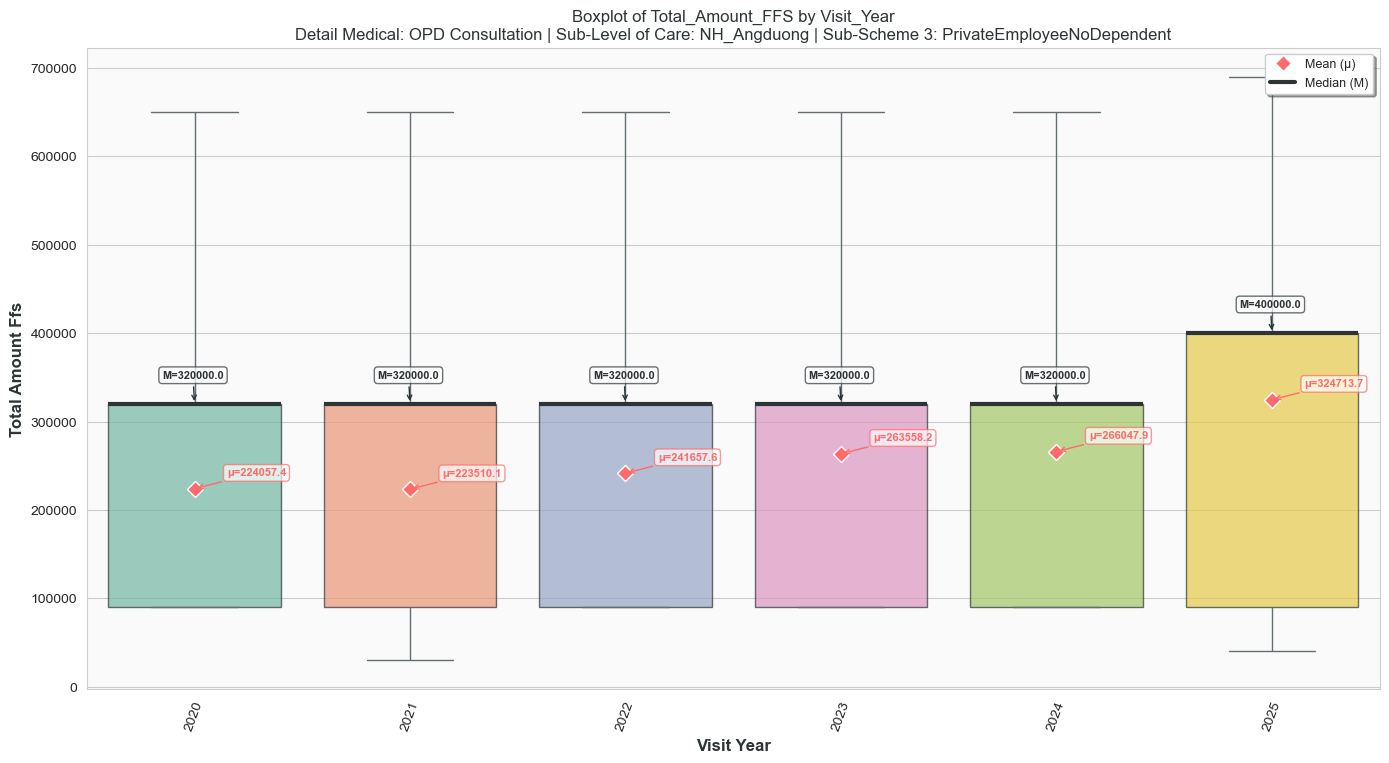 Boxplot of Total_Amount_FFS by Visit_Year
Detail Medical: OPD Consultation | Sub-Level of Care: NH_Angduong | Sub-Scheme 3: PrivateEmployeeNoDependent
Mean (μ)
Median (M)
Total Amount Ffs
700000
600000
500000
400000
300000
200000
100000
0
M=320000.0
M=320000.0
M=320000.0
M=320000.0
M=320000.0
M=400000.0
μ=224057.4
μ=223510.1
μ=241657.6
μ=263558.2
μ=266047.9
μ=324713.7
2020
2021
2022
2023
2024
2025
Visit Year